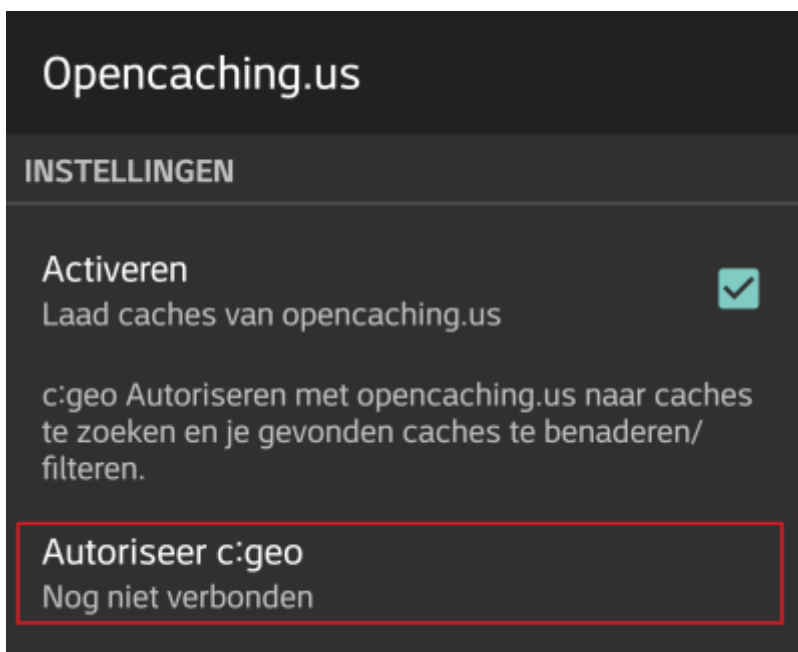 Opencaching.us
INSTELLINGEN
Activeren
Laad caches van opencaching.us
c:geo Autoriseren met opencaching.us naar caches
te zoeken en je gevonden caches te benaderen/
filteren.
Autoriseer c:geo
Nog niet verbonden